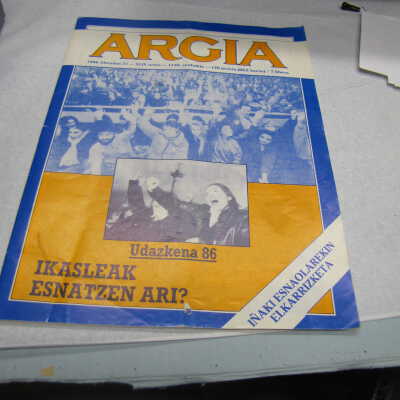 ARGIA
Udazkena 86
IKASLEAK
ESNATZEN ARI?
IÑAKI ESNAOLAREKIN
ELKARRIZKETA